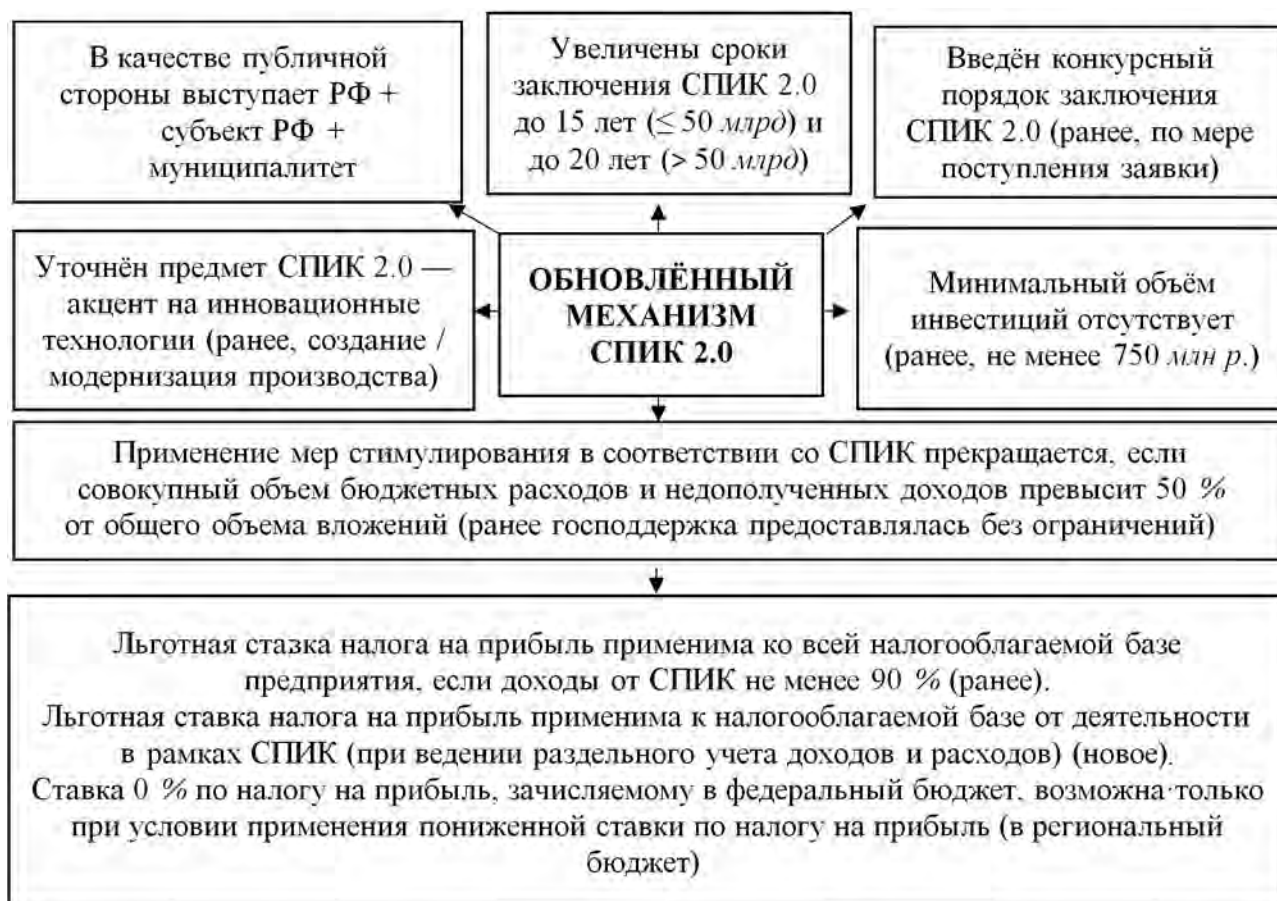 В качестве публичной
стороны выступает РФ +
субъект РФ +
муниципалитет
Увеличены сроки
заключения СПИК 2.0
до 15 лет (≤ 50 млрд) и
до 20 лет (> 50 млрд)
Введён конкурсный
порядок заключения
СПИК 2.0 (ранее, по мере
поступления заявки)
Уточнён предмет СПИК 2.0 —
акцент на инновационные
технологии (ранее, создание /
модернизация производства)
ОБНОВЛЁННЫЙ
МЕХАНИЗМ
СПИК 2.0
Минимальный объём
инвестиций отсутствует
(ранее, не менее 750 млн р.)
Применение мер стимулирования в соответствии со СПИК прекращается, если
совокупный объем бюджетных расходов и недополученных доходов превысит 50 %
от общего объема вложений (ранее господдержка предоставлялась без ограничений)
Льготная ставка налога на прибыль применима ко всей налогооблагаемой базе
предприятия, если доходы от СПИК не менее 90 % (ранее).
Льготная ставка налога на прибыль применима к налогооблагаемой базе от деятельности
в рамках СПИК (при ведении раздельного учета доходов и расходов) (новое).
Ставка 0 % по налогу на прибыль, зачисляемому в федеральный бюджет, возможна только
при условии применения пониженной ставки по налогу на прибыль (в региональный
бюджет)